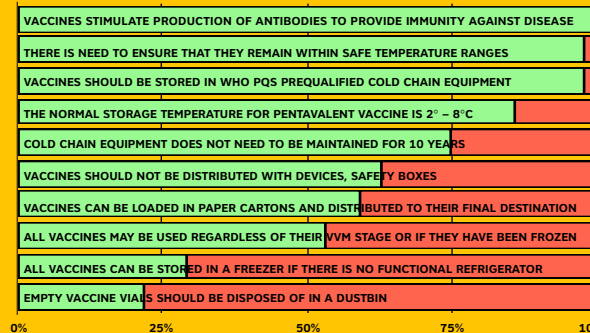 VACCINES STIMULATE PRODUCTION OF ANTIBODIES TO PROVIDE IMMUNITY AGAINST DISEASE
THERE IS NEED TO ENSURE THAT THEY REMAIN WITHIN SAFE TEMPERATURE RANGES
VACCINES SHOULD BE STORED IN WHO PQS PREQUALIFIED COLD CHAIN EQUIPMENT
THE NORMAL STORAGE TEMPERATURE FOR PENTAVALENT VACCINE IS 2° – 8°C
COLD CHAIN EQUIPMENT DOES NOT NEED TO BE MAINTAINED FOR 10 YEARS
VACCINES SHOULD NOT BE DISTRIBUTED WITH DEVICES, SAFETY BOXES
VACCINES CAN BE LOADED IN PAPER CARTONS AND DISTRIBUTED TO THEIR FINAL DESTINATION
ALL VACCINES MAY BE USED REGARDLESS OF THEIR VVM STAGE OR IF THEY HAVE BEEN FROZEN
ALL VACCINES CAN BE STORED IN A FREEZER IF THERE IS NO FUNCTIONAL REFRIGERATOR
EMPTY VACCINE VIALS SHOULD BE DISPOSED OF IN A DUSTBIN
0% 25% 50% 75% 10